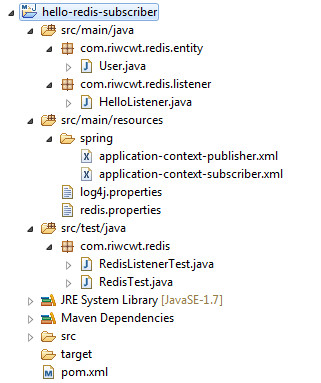 hello-redis-subscriber
src/main/java
com.riwcwt.redis.entity
User.java
com.riwcwt.redis.listener
HelloListener.java
src/main/resources
spring
application-context-publisher.xml
application-context-subscriber.xml
log4j.properties
redis.properties
src/test/java
com.riwcwt.redis
RedisListenerTest.java
RedisTest.java
JRE System Library [JavaSE-1.7]
Maven Dependencies
src
target
pom.xml